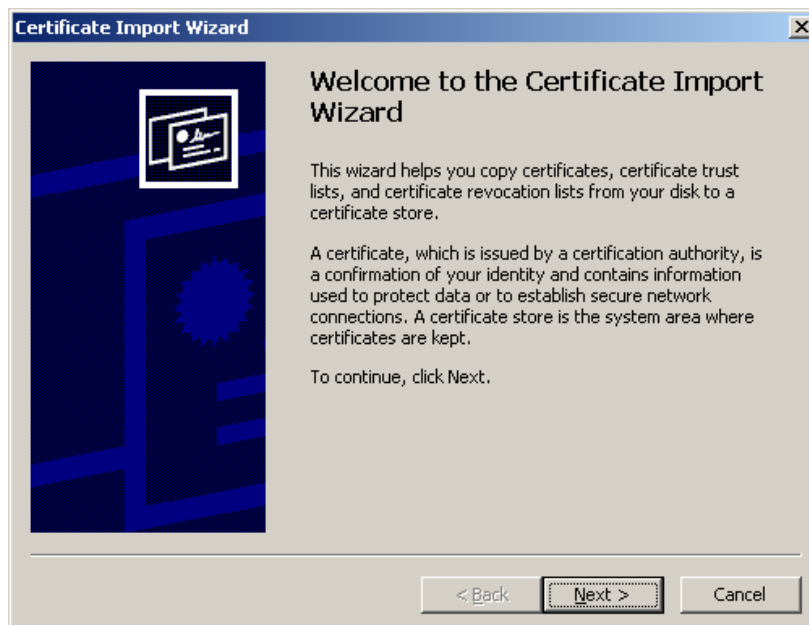 Certificate Import Wizard
Welcome to the Certificate Import
Wizard
This wizard helps you copy certificates, certificate trust
lists, and certificate revocation lists from your disk to a
certificate store.
A certificate, which is issued by a certification authority, is
a confirmation of your identity and contains information
used to protect data or to establish secure network
connections. A certificate store is the system area where
certificates are kept.
To continue, click Next.
< Back
Next >
Cancel